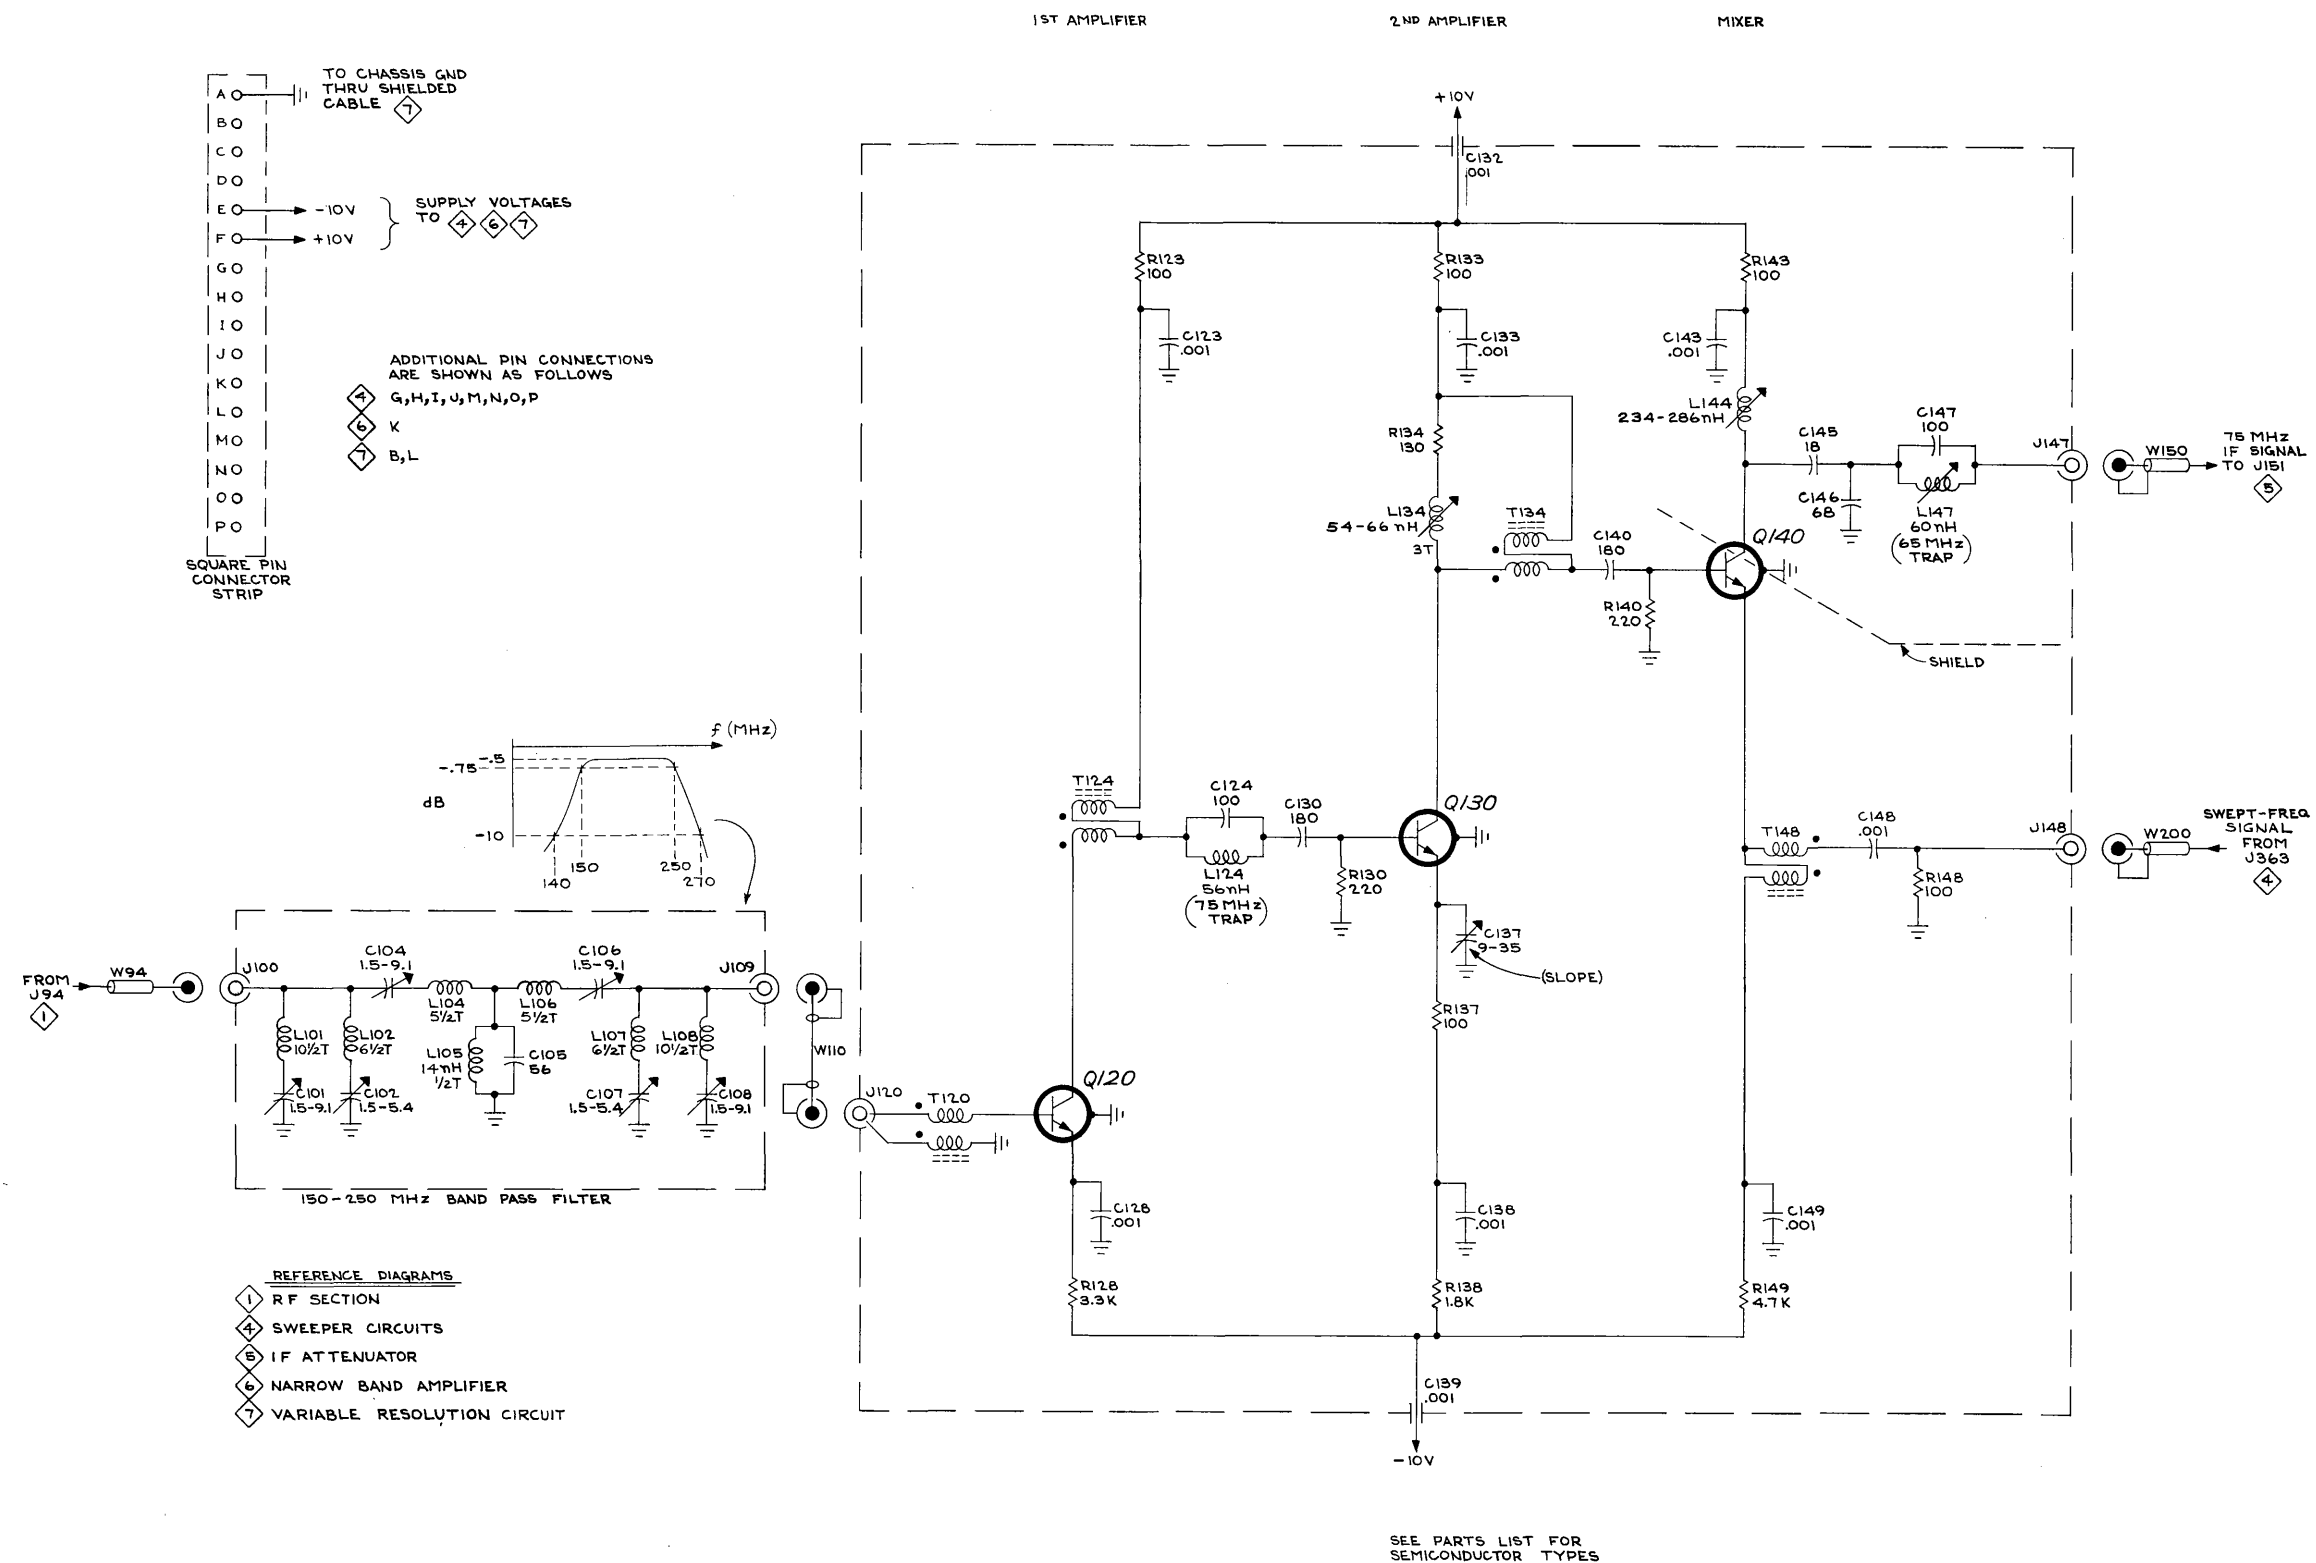 1ST AMPLIFIER
2ND AMPLIFIER
MIXER
A
B
C
D
E
F
G
H
I
J
K
L
M
N
O
P
TO CHASSIS GND
THRU SHIELDED
CABLE 7
-10V
+10V
SUPPLY VOLTAGES
TO 4 6 7
ADDITIONAL PIN CONNECTIONS
ARE SHOWN AS FOLLOWS
4 G,H,I,J,M,N,O,P
6 K
7 B,L
SQUARE PIN
CONNECTOR
STRIP
f (MHz)
-.5
-.75
dB
-10
150
250
140
270
FROM
J94
1
W94
J100
C104
1.5-9.1
C106
1.5-9.1
J109
L104
5½T
L106
5½T
L101
10½T
L102
6½T
L105
14nH
½T
C105
56
L107
6½T
L108
10½T
C101
1.5-9.1
C102
1.5-5.4
C107
1.5-5.4
C108
1.5-9.1
150-250 MHz BAND PASS FILTER
W110
REFERENCE DIAGRAMS
1 RF SECTION
4 SWEEPER CIRCUITS
5 IF ATTENUATOR
6 NARROW BAND AMPLIFIER
7 VARIABLE RESOLUTION CIRCUIT
+10V
C132
.001
R123
100
R133
100
R143
100
C123
.001
C133
.001
C143
.001
R134
130
L144
234-286nH
L134
54-66nH
3T
T134
C140
180
R140
220
Q140
C145
18
C146
68
C147
100
L147
60nH
(65MHz)
TRAP
J147
W150
75 MHz
IF SIGNAL
TO J151
5
SHIELD
T124
C124
100
L124
56nH
(75MHz)
TRAP
C130
180
R130
220
Q130
C137
9-35
(SLOPE)
R137
100
T148
C148
.001
R148
100
J148
W200
SWEPT-FREQ
SIGNAL
FROM
J363
4
J120
T120
Q120
C128
.001
C138
.001
C149
.001
R128
3.3K
R138
1.8K
R149
4.7K
C139
.001
-10V
SEE PARTS LIST FOR
SEMICONDUCTOR TYPES